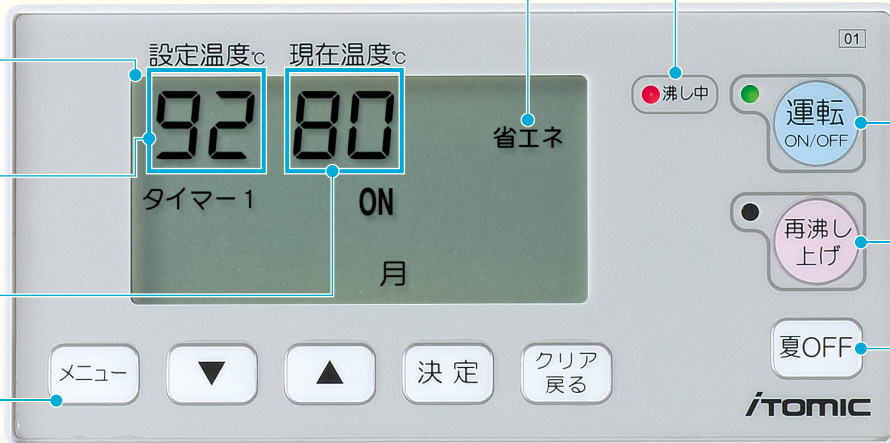 01
設定温度℃ 現在温度℃
沸し中
92 80
省エネ
運転
ON/OFF
タイマー1 ON
再沸し
上げ
月
メニュー ▼ ▲ 決定 クリア
戻る
夏OFF
iTOMIC